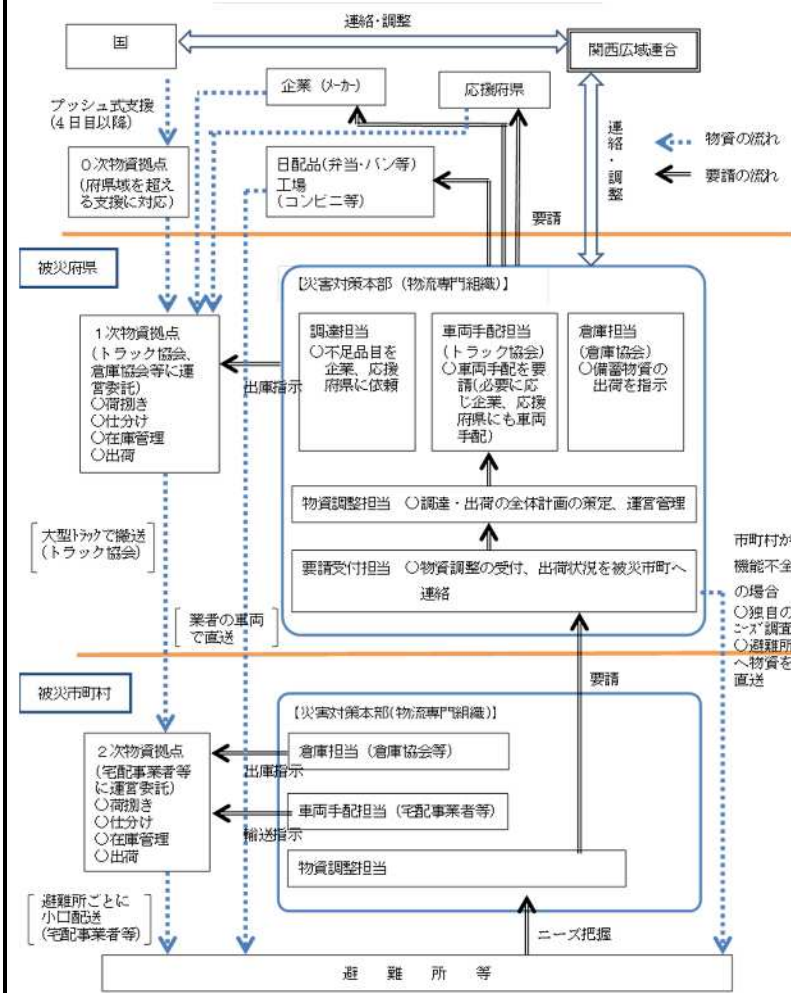 連絡・調整
国
関西広域連合
企業（メーカー）
応援府県
プッシュ式支援
(４日目以降)
０次物資拠点
(府県域を超え
る支援に対応)
日配品(弁当・パン等)
工場
(コンビニ等)
連絡・調整
物資の流れ
要請の流れ
要請
被災府県
【災害対策本部（物流専門組織）】
１次物資拠点
(トラック協会、
倉庫協会等に運
営委託)
○荷捌き
○仕分け
○在庫管理
○出荷
出庫指示
調達担当
○不足品目を
企業、応援
府県に依頼
車両手配担当
(トラック協会)
○車両手配を要
請(必要に応
じ企業、応援
府県にも車両
手配)
倉庫担当
(倉庫協会)
○備蓄物資の
出荷を指示
物資調整担当　○調達・出荷の全体計画の策定、運営管理
要請受付担当　○物資調整の受付、出荷状況を被災市町へ
連絡
大型トラックで搬送
(トラック協会)
業者の車両
で直送
市町村が
機能不全
の場合
○独自の
ニーズ調査
○避難所
へ物資を
直送
被災市町村
要請
【災害対策本部(物流専門組織)】
２次物資拠点
(宅配事業者等
に運営委託)
○荷捌き
○仕分け
○在庫管理
○出荷
倉庫担当（倉庫協会等）
出庫指示
車両手配担当（宅配事業者等）
輸送指示
物資調整担当
避難所ごとに
小口配送
(宅配事業者等)
ニーズ把握
避　難　所　等